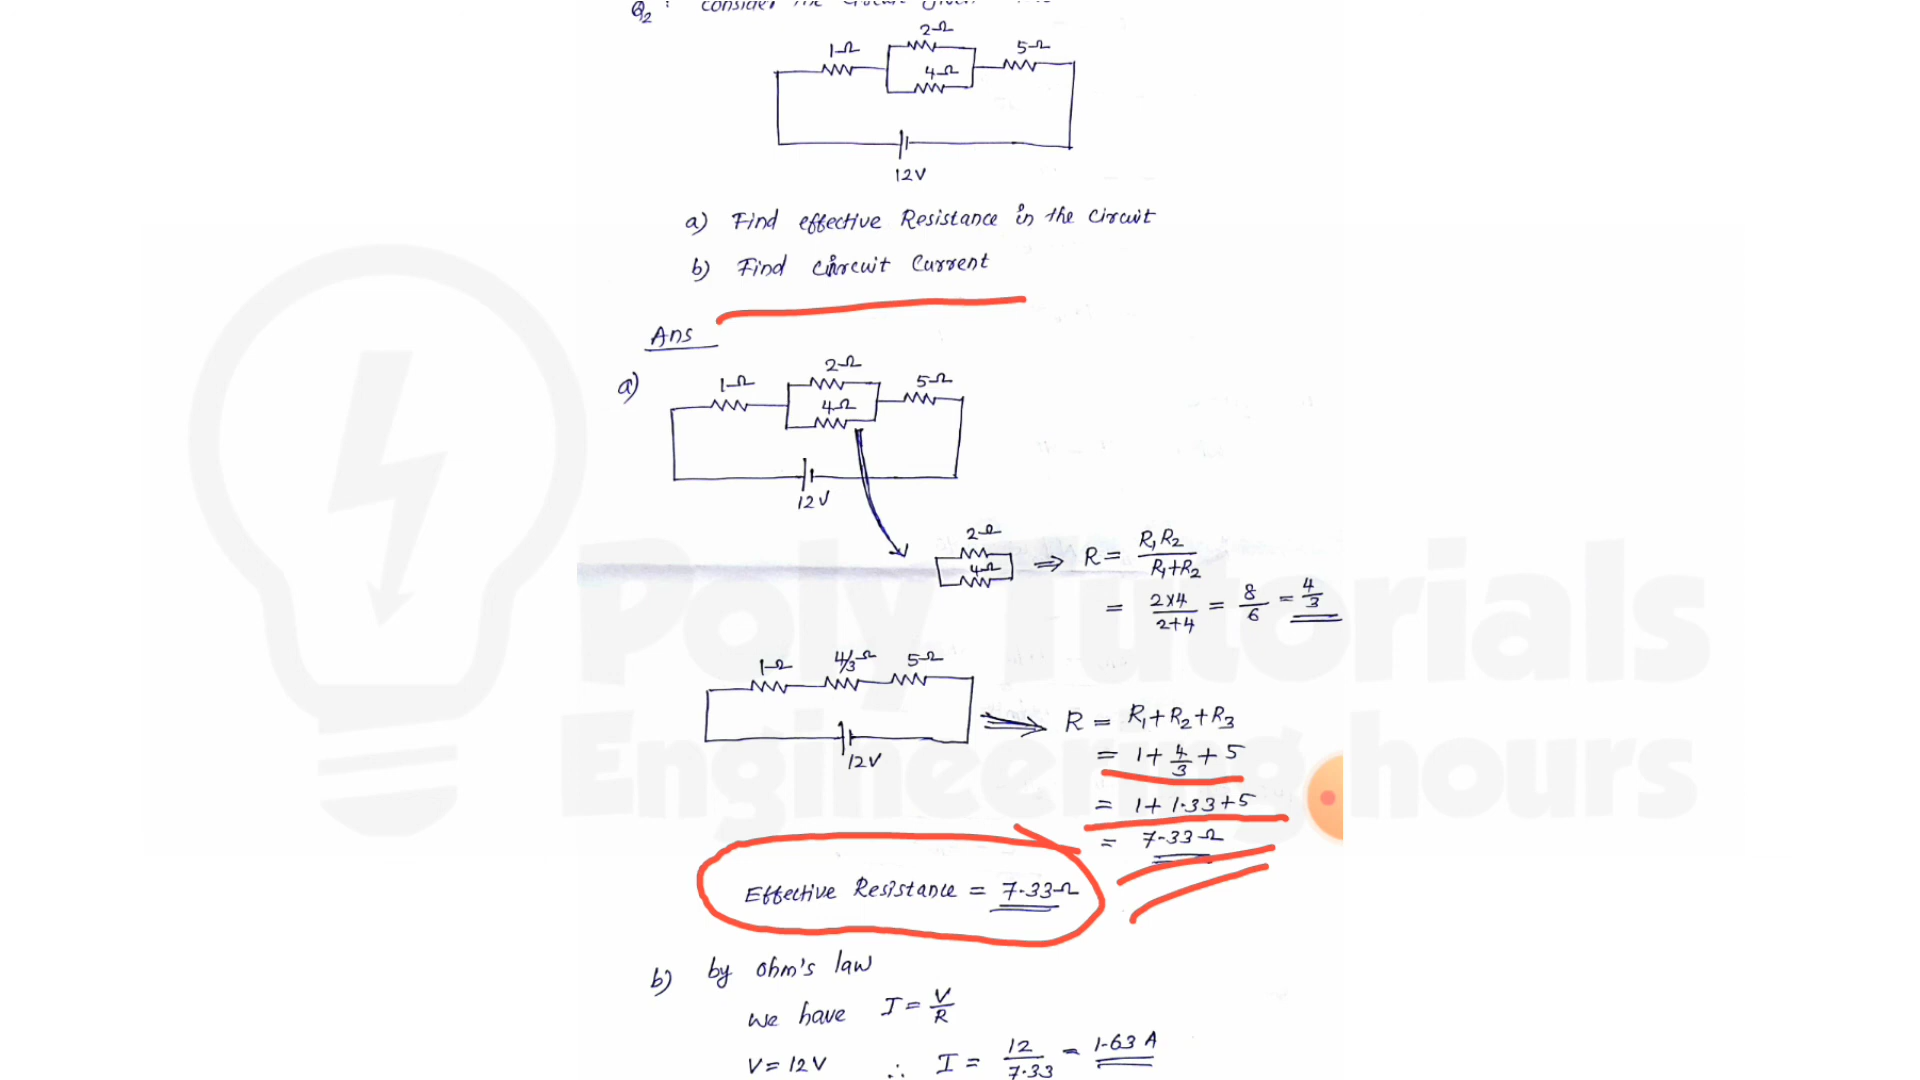 Q2 :
2Ω
1Ω
5Ω
4Ω
12V
a) Find effective Resistance in the circuit
b) Find circuit Current
Ans
a)
2Ω
1Ω
5Ω
4Ω
12V
2Ω
4Ω
⇒ R = R1R2 / R1+R2
= 2x4 / 2+4 = 8/6 = 4/3
1Ω 4/3Ω 5Ω
12V
R = R1+R2+R3
= 1+ 4/3 + 5
= 1+ 1.33+5
= 7.33Ω
Effective Resistance = 7.33Ω
b) by ohm's law
We have I = V/R
V = 12V ∴ I = 12/7.33 = 1.63 A
Poly Tutorials
Engineering hours